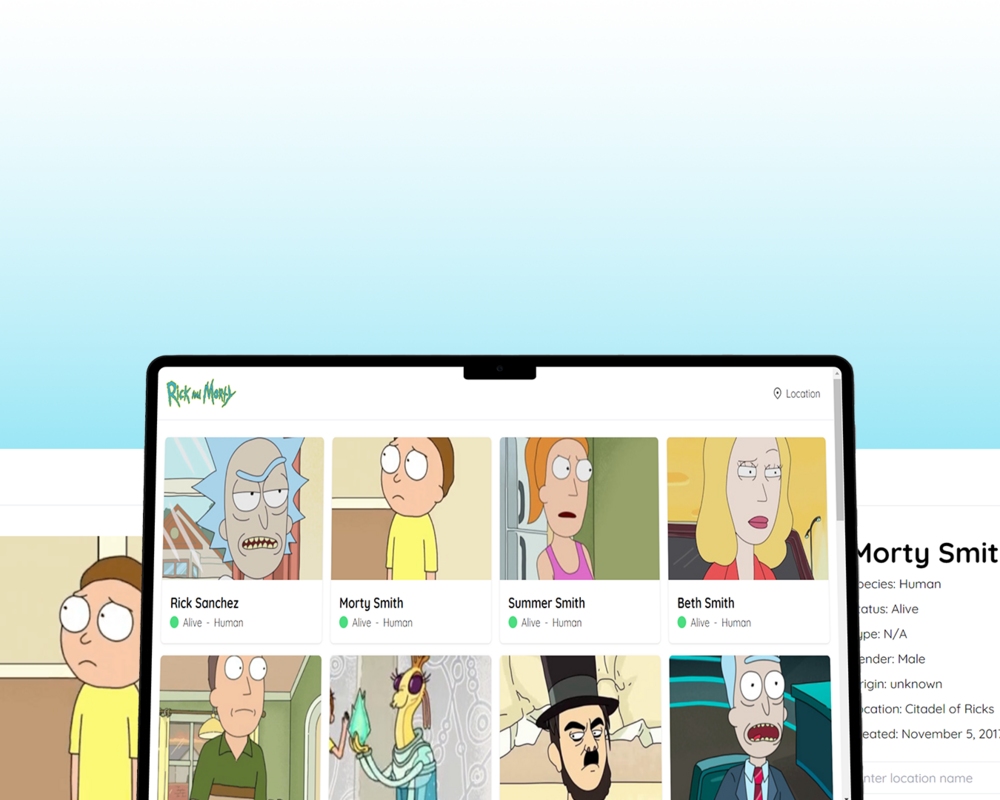 Rick and Morty
Location
Rick Sanchez
Alive - Human
Morty Smith
Alive - Human
Summer Smith
Alive - Human
Beth Smith
Alive - Human
Morty Smit
pecies: Human
tatus: Alive
ype: N/A
ender: Male
rigin: unknown
ocation: Citadel of Ricks
eated: November 5, 201
nter location name